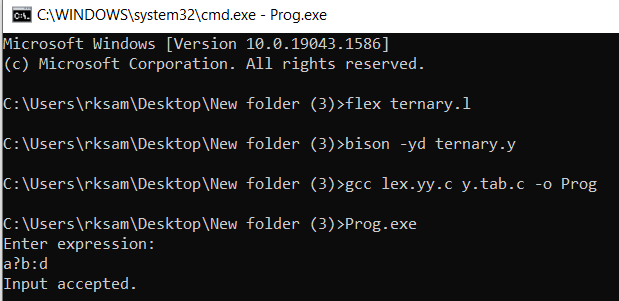 C:\WINDOWS\system32\cmd.exe - Prog.exe
Microsoft Windows [Version 10.0.19043.1586]
(c) Microsoft Corporation. All rights reserved.
C:\Users\rksam\Desktop\New folder (3)>flex ternary.l
C:\Users\rksam\Desktop\New folder (3)>bison -yd ternary.y
C:\Users\rksam\Desktop\New folder (3)>gcc lex.yy.c y.tab.c -o Prog
C:\Users\rksam\Desktop\New folder (3)>Prog.exe
Enter expression:
a?b:d
Input accepted.